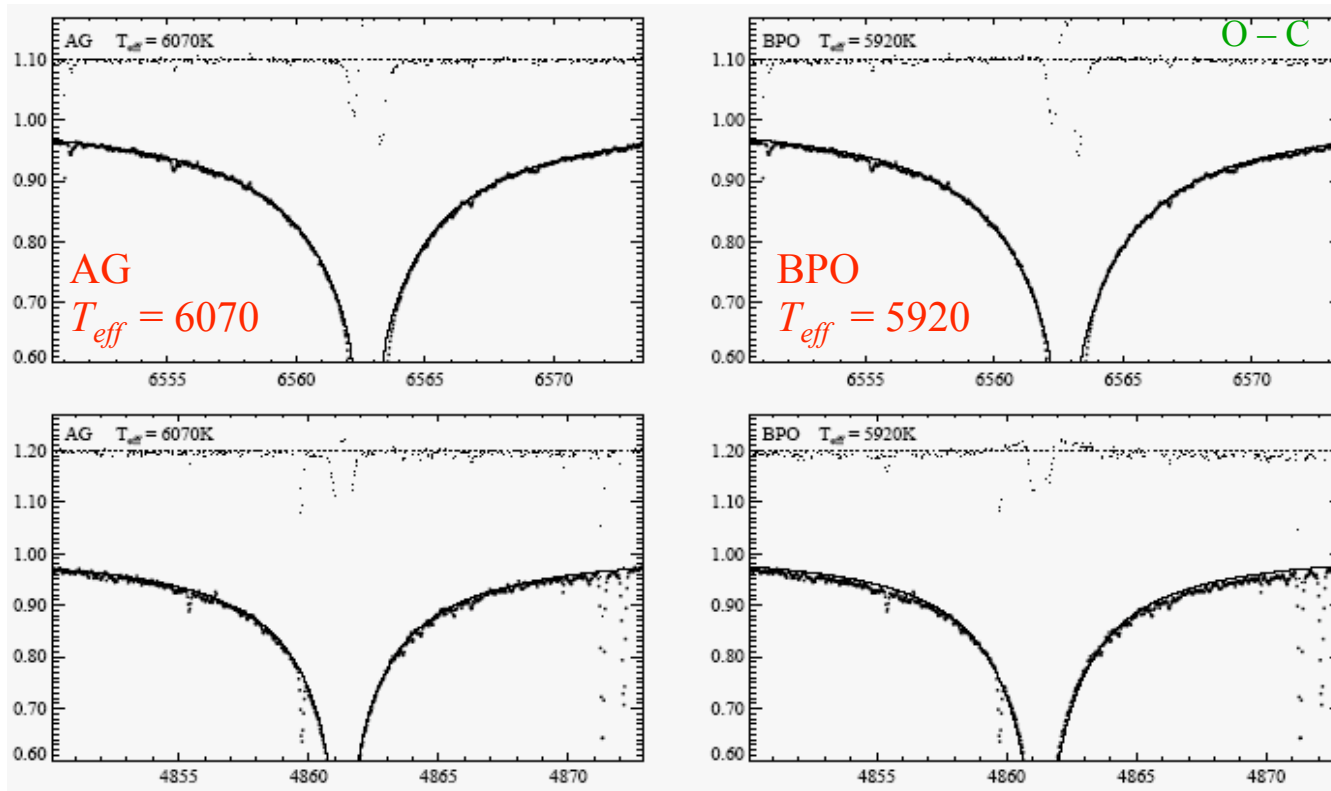 AG T_eff = 6070K
1.10
1.00
0.90
0.80
0.70
0.60
AG
T_eff = 6070
6555 6560 6565 6570
BPO T_eff = 5920K
O – C
1.10
1.00
0.90
0.80
0.70
0.60
BPO
T_eff = 5920
6555 6560 6565 6570
AG T_eff = 6070K
1.20
1.10
1.00
0.90
0.80
0.70
0.60
4855 4860 4865 4870
BPO T_eff = 5920K
1.20
1.10
1.00
0.90
0.80
0.70
0.60
4855 4860 4865 4870